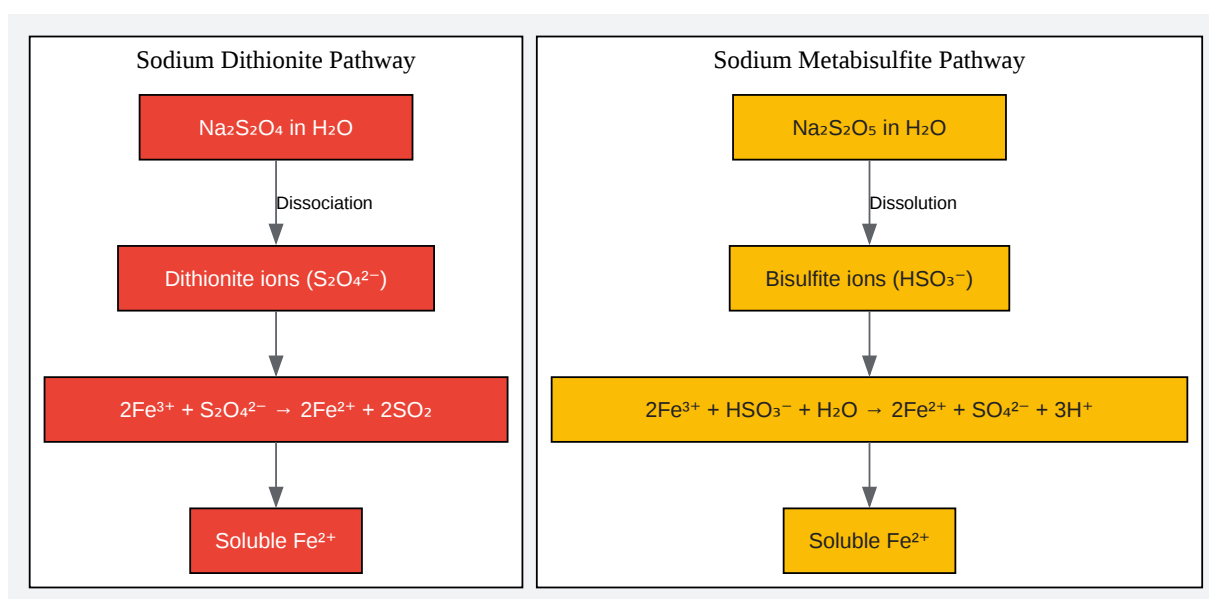 Sodium Dithionite Pathway
Na₂S₂O₄ in H₂O
Dissociation
Dithionite ions (S₂O₄²⁻)
2Fe³⁺ + S₂O₄²⁻ → 2Fe²⁺ + 2SO₂
Soluble Fe²⁺
Sodium Metabisulfite Pathway
Na₂S₂O₅ in H₂O
Dissolution
Bisulfite ions (HSO₃⁻)
2Fe³⁺ + HSO₃⁻ + H₂O → 2Fe²⁺ + SO₄²⁻ + 3H⁺
Soluble Fe²⁺